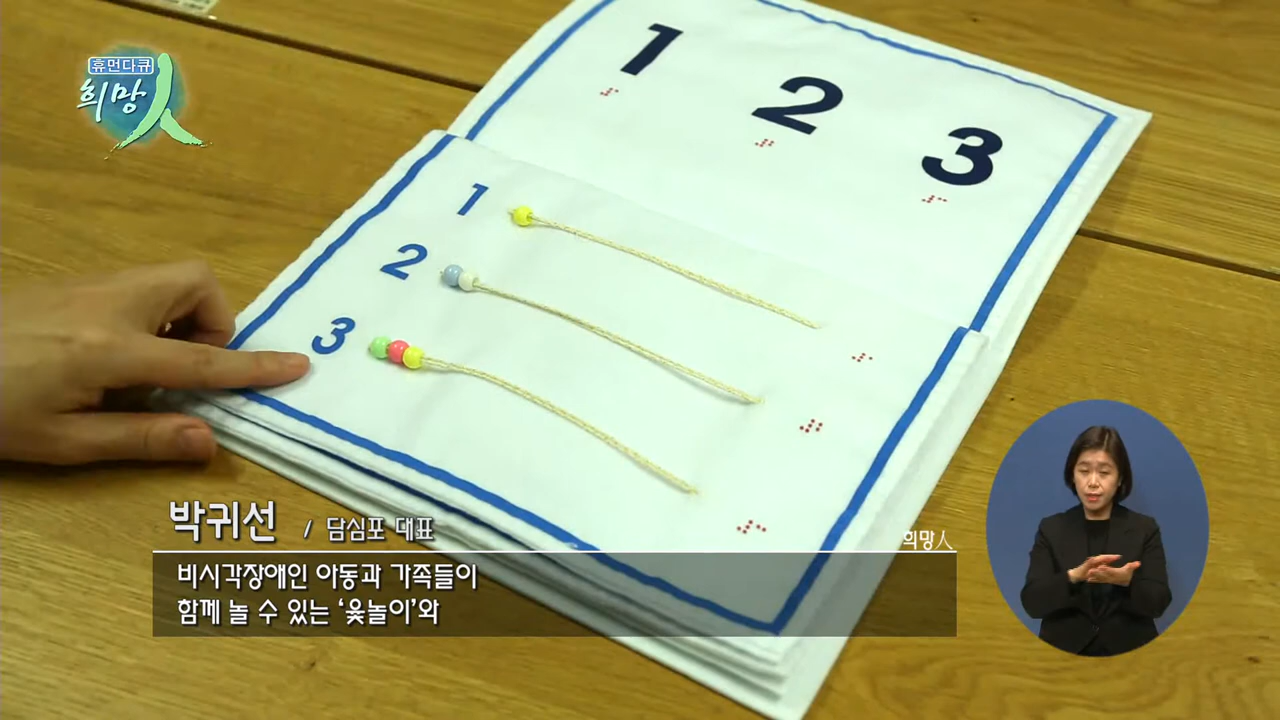 휴먼다큐
희망人
1 2 3
1
2
3
박귀선 / 담심포 대표
희망人
비시각장애인 아동과 가족들이
함께 놀 수 있는 ‘윷놀이’와